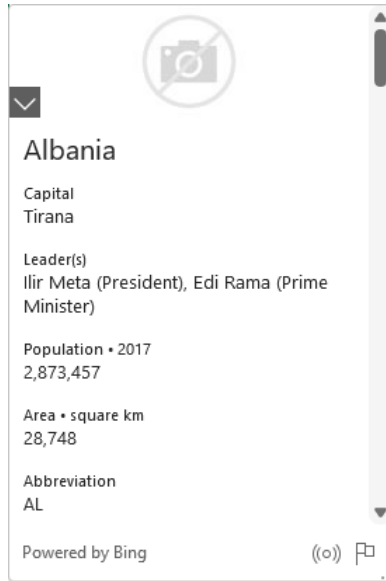 Albania
Capital
Tirana
Leader(s)
Ilir Meta (President), Edi Rama (Prime
Minister)
Population • 2017
2,873,457
Area • square km
28,748
Abbreviation
AL
Powered by Bing